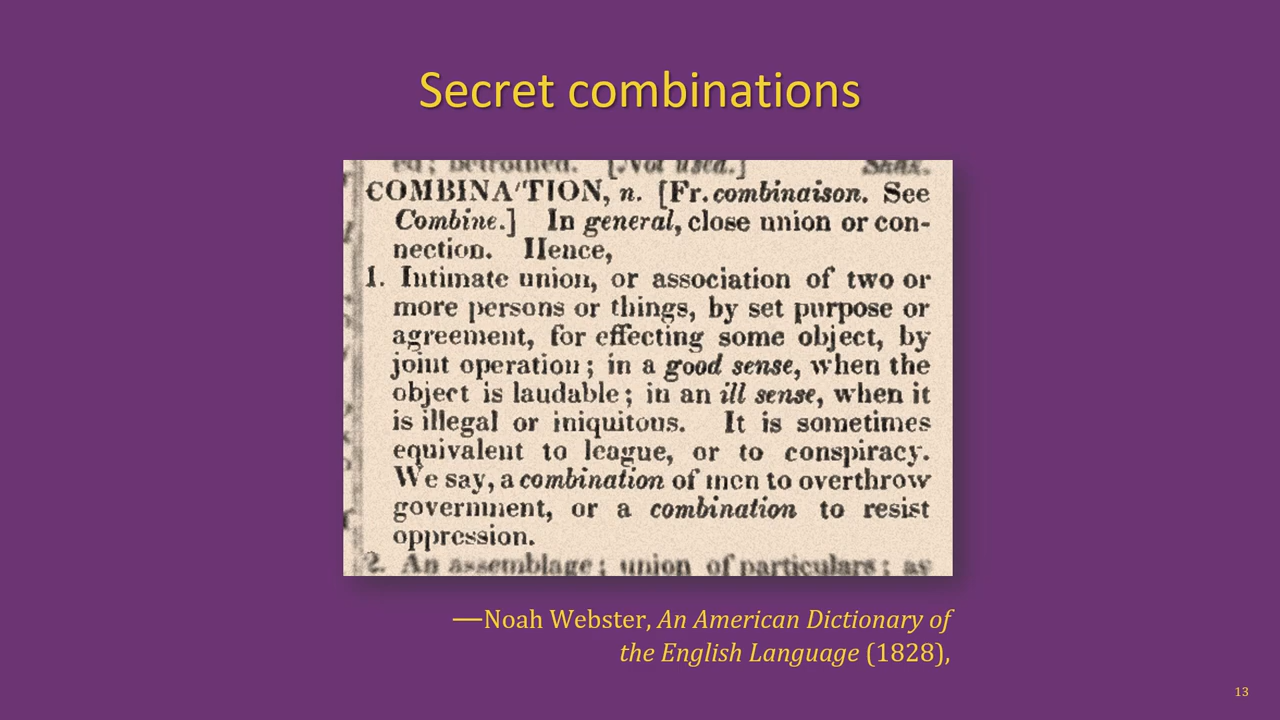 Secret combinations
ed; betrothed. [Not used.] Shak.
COMBINA'TION, n. [Fr. combinaison. See
Combine.] In general, close union or con-
nection. Hence,
1. Intimate union, or association of two or
more persons or things, by set purpose or
agreement, for effecting some object, by
joint operation; in a good sense, when the
object is laudable; in an ill sense, when it
is illegal or iniquitous. It is sometimes
equivalent to league, or to conspiracy.
We say, a combination of men to overthrow
government, or a combination to resist
oppression.
2. An assemblage; union of particulars; as
—Noah Webster, An American Dictionary of
the English Language (1828),
13